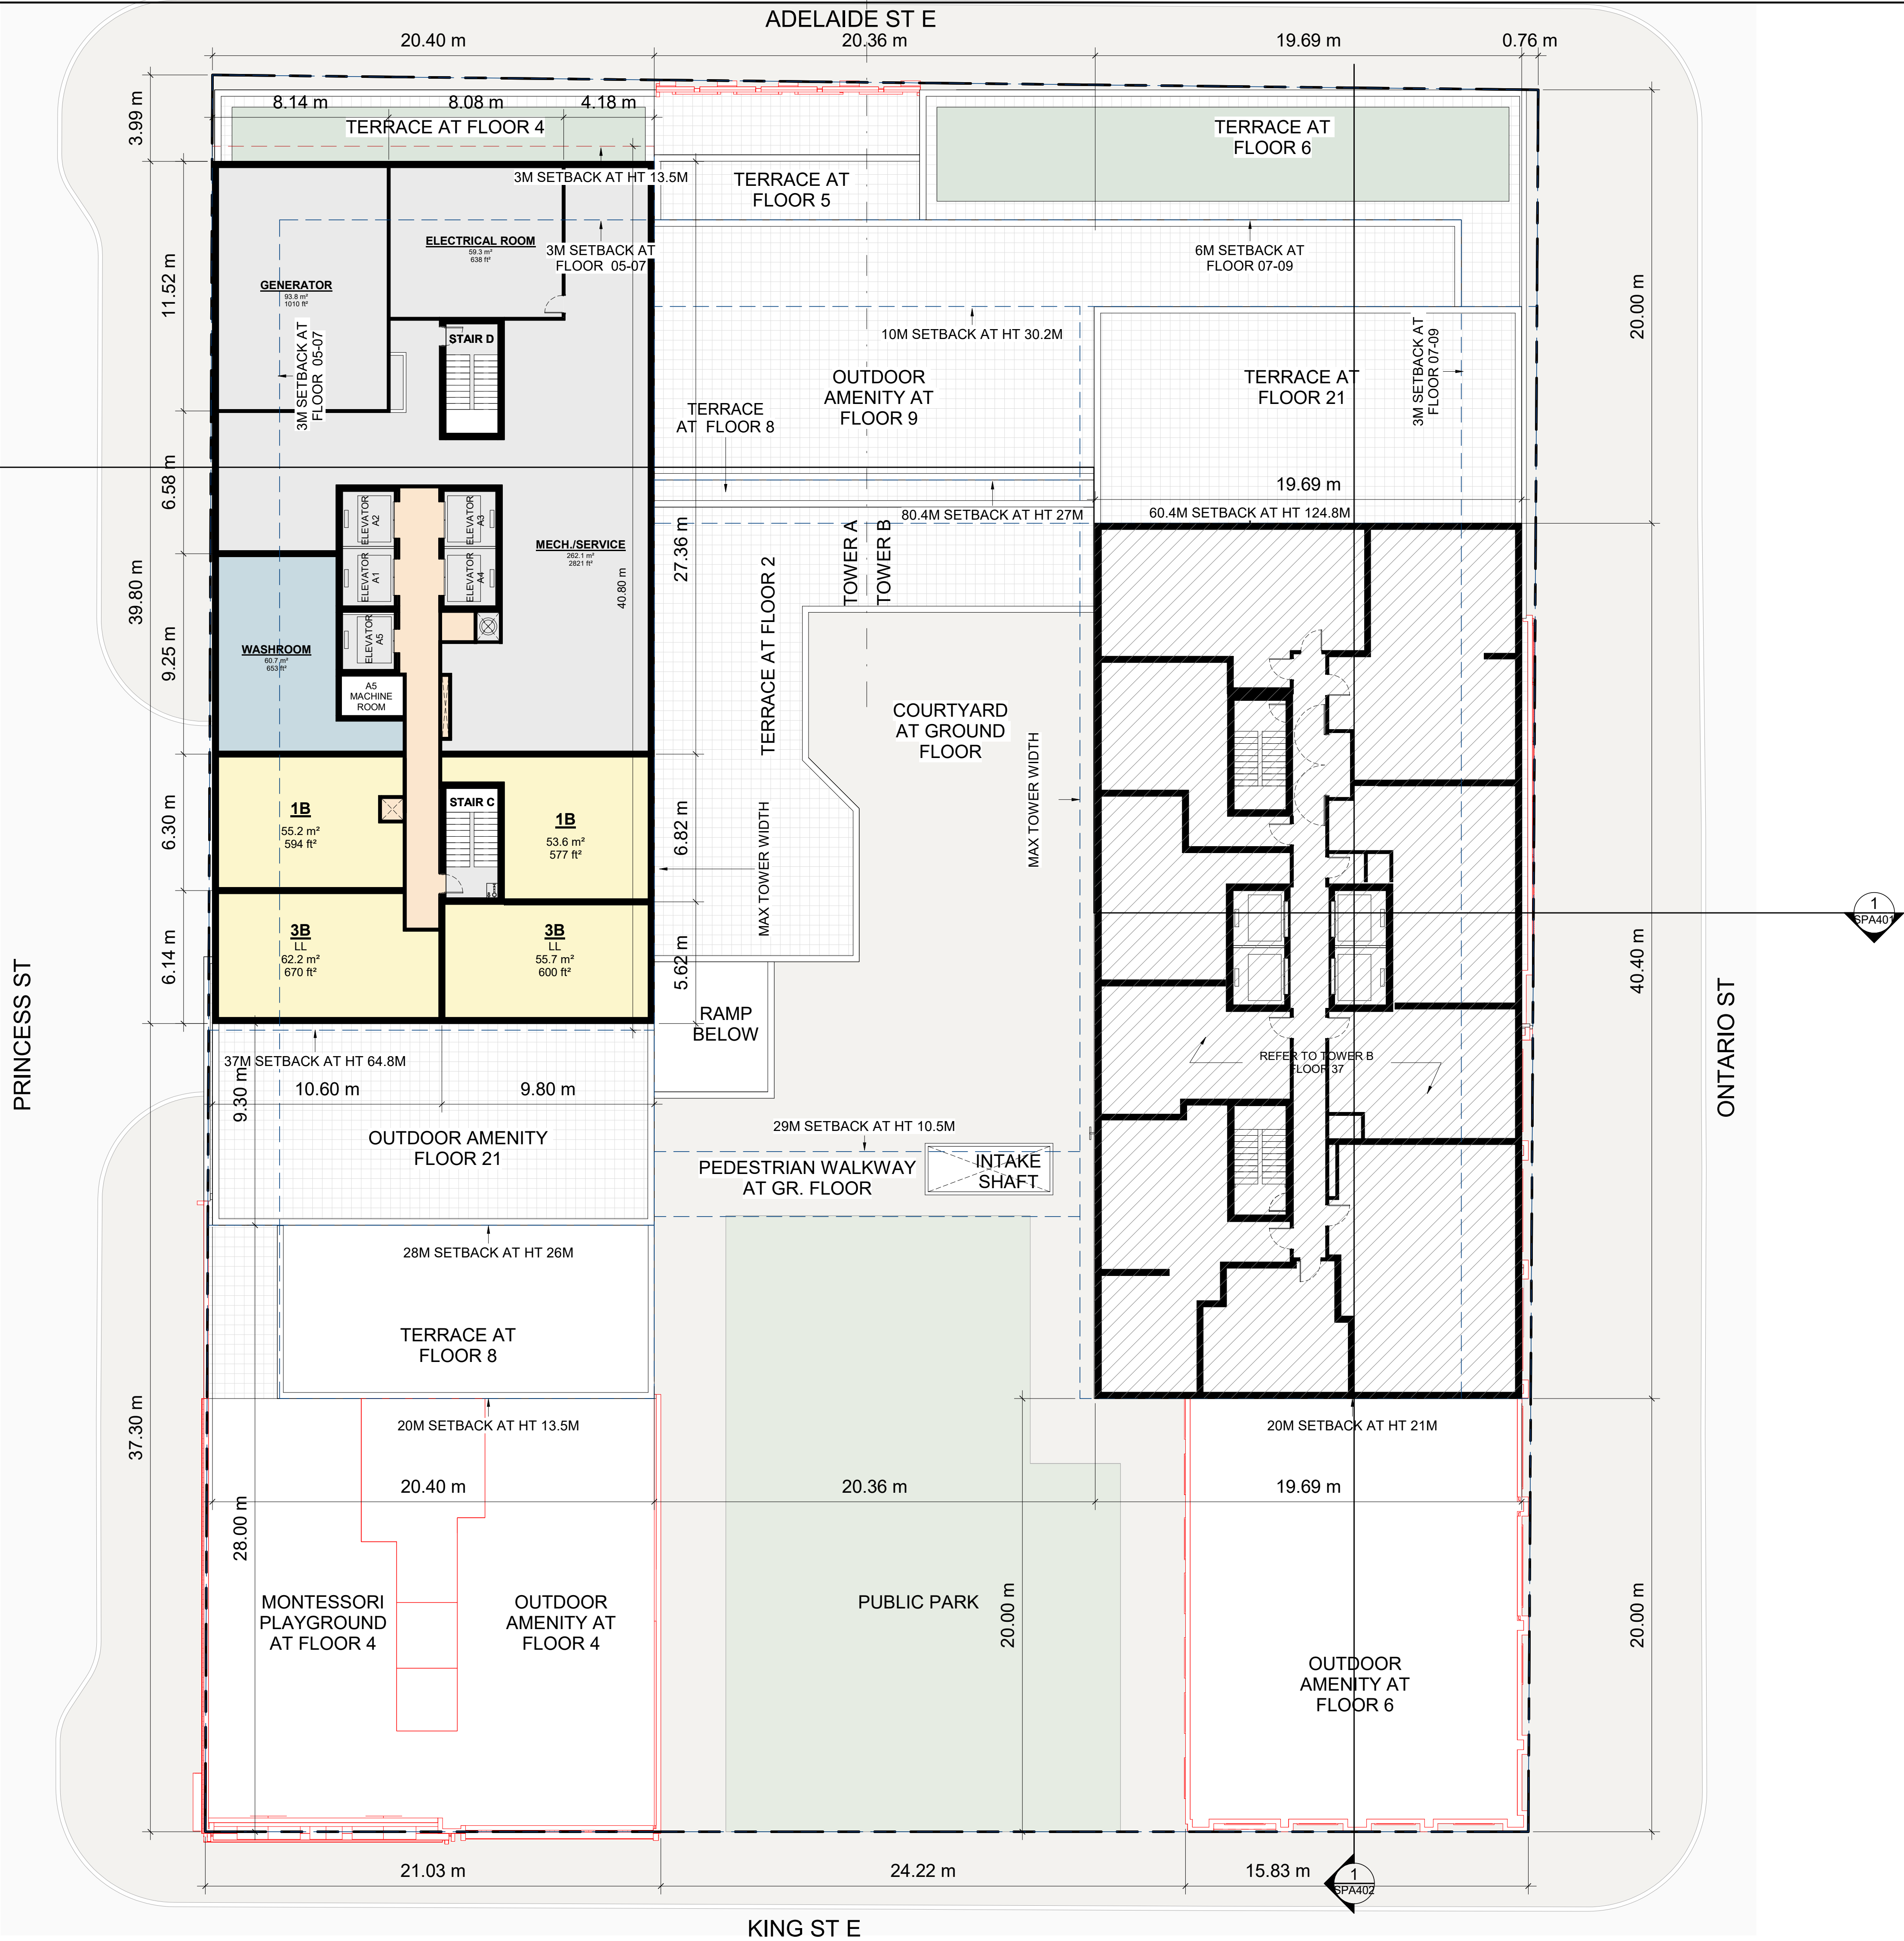 ADELAIDE ST E
20.40 m
20.36 m
19.69 m
0.76 m
3.99 m
8.14 m
8.08 m
4.18 m
TERRACE AT FLOOR 4
3M SETBACK AT HT 13.5M
TERRACE AT
FLOOR 5
TERRACE AT
FLOOR 6
ELECTRICAL ROOM
59.3 m²
638 ft²
3M SETBACK AT
FLOOR 05-07
6M SETBACK AT
FLOOR 07-09
GENERATOR
93.8 m²
1010 ft²
11.52 m
20.00 m
3M SETBACK AT
FLOOR 05-07
STAIR D
10M SETBACK AT HT 30.2M
3M SETBACK AT
FLOOR 07-09
OUTDOOR
AMENITY AT
FLOOR 9
TERRACE AT
FLOOR 21
TERRACE
AT FLOOR 8
6.58 m
19.69 m
ELEVATOR
A2
ELEVATOR
A3
80.4M SETBACK AT HT 27M
60.4M SETBACK AT HT 124.8M
MECH./SERVICE
262.1 m²
2821 ft²
40.80 m
27.36 m
TOWER A
TOWER B
39.80 m
ELEVATOR
A1
ELEVATOR
A4
TERRACE AT FLOOR 2
9.25 m
WASHROOM
60.7 m²
653 ft²
ELEVATOR
A5
A5
MACHINE
ROOM
COURTYARD
AT GROUND
FLOOR
MAX TOWER WIDTH
6.30 m
1B
55.2 m²
594 ft²
STAIR C
1B
53.6 m²
577 ft²
6.82 m
MAX TOWER WIDTH
1
SPA401
6.14 m
3B
LL
62.2 m²
670 ft²
3B
LL
55.7 m²
600 ft²
5.62 m
40.40 m
PRINCESS ST
ONTARIO ST
RAMP
BELOW
37M SETBACK AT HT 64.8M
REFER TO TOWER B
FLOOR 37
9.30 m
10.60 m
9.80 m
OUTDOOR AMENITY
FLOOR 21
29M SETBACK AT HT 10.5M
PEDESTRIAN WALKWAY
AT GR. FLOOR
INTAKE
SHAFT
28M SETBACK AT HT 26M
TERRACE AT
FLOOR 8
37.30 m
20M SETBACK AT HT 13.5M
20M SETBACK AT HT 21M
20.40 m
20.36 m
19.69 m
28.00 m
MONTESSORI
PLAYGROUND
AT FLOOR 4
OUTDOOR
AMENITY AT
FLOOR 4
PUBLIC PARK
20.00 m
20.00 m
OUTDOOR
AMENITY AT
FLOOR 6
21.03 m
24.22 m
15.83 m
1
SPA402
KING ST E